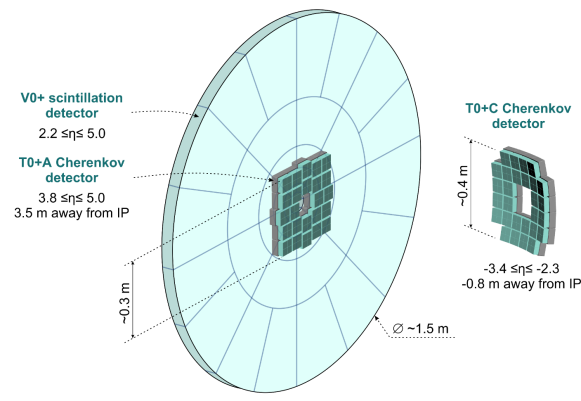 V0+ scintillation
detector
2.2 ≤η≤ 5.0
T0+A Cherenkov
detector
3.8 ≤η≤ 5.0
3.5 m away from IP
~0.3 m
∅ ~1.5 m
T0+C Cherenkov
detector
~0.4 m
-3.4 ≤η≤ -2.3
-0.8 m away from IP